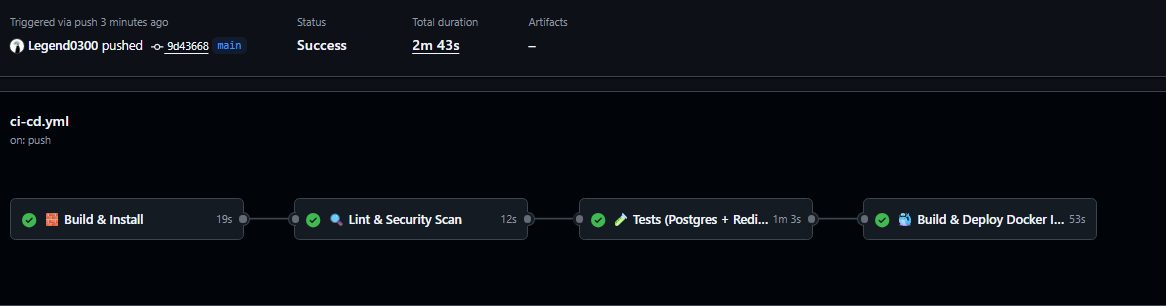 Triggered via push 3 minutes ago
Legend0300 pushed 9d43668 main
Status
Success
Total duration
2m 43s
Artifacts
–
ci-cd.yml
on: push
Build & Install 19s
Lint & Security Scan 12s
Tests (Postgres + Redi... 1m 3s
Build & Deploy Docker I... 53s